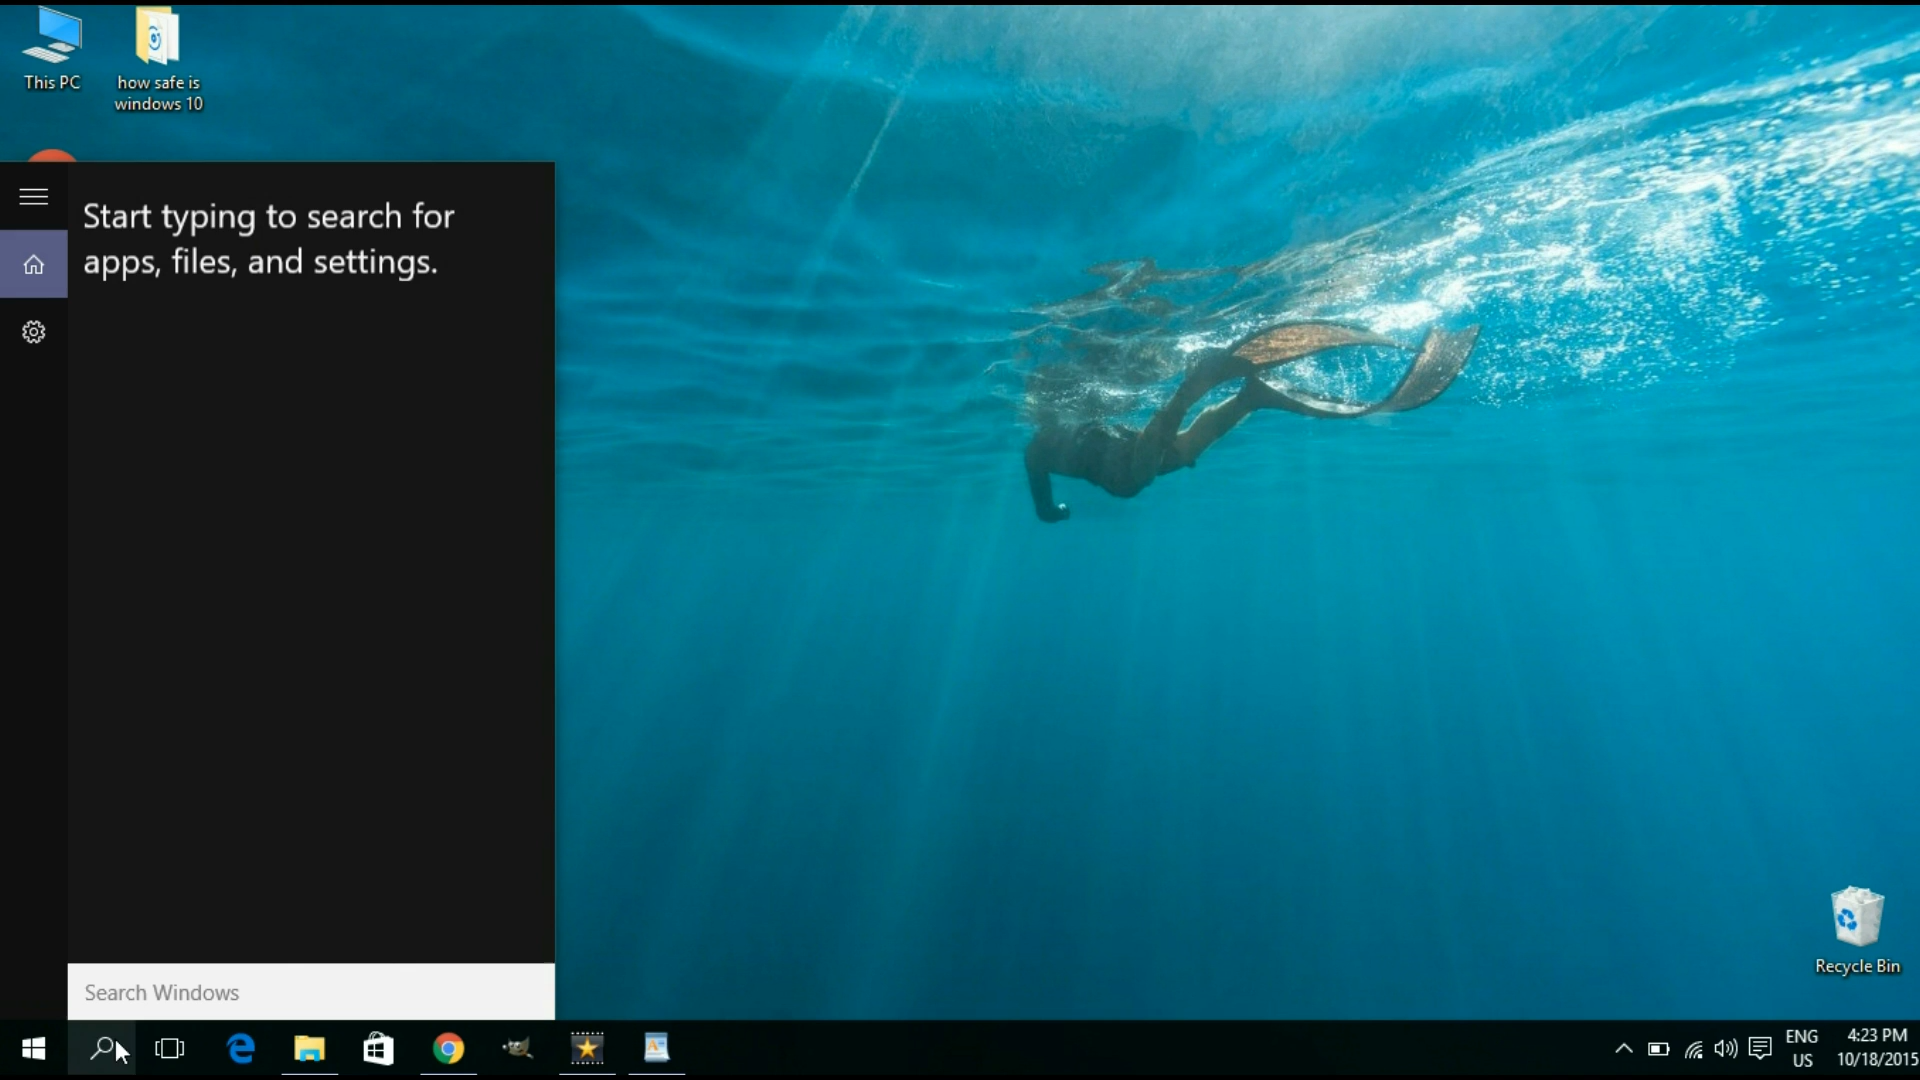 This PC
how safe is
windows 10
Start typing to search for
apps, files, and settings.
Search Windows
Recycle Bin
ENG
US
4:23 PM
10/18/2015